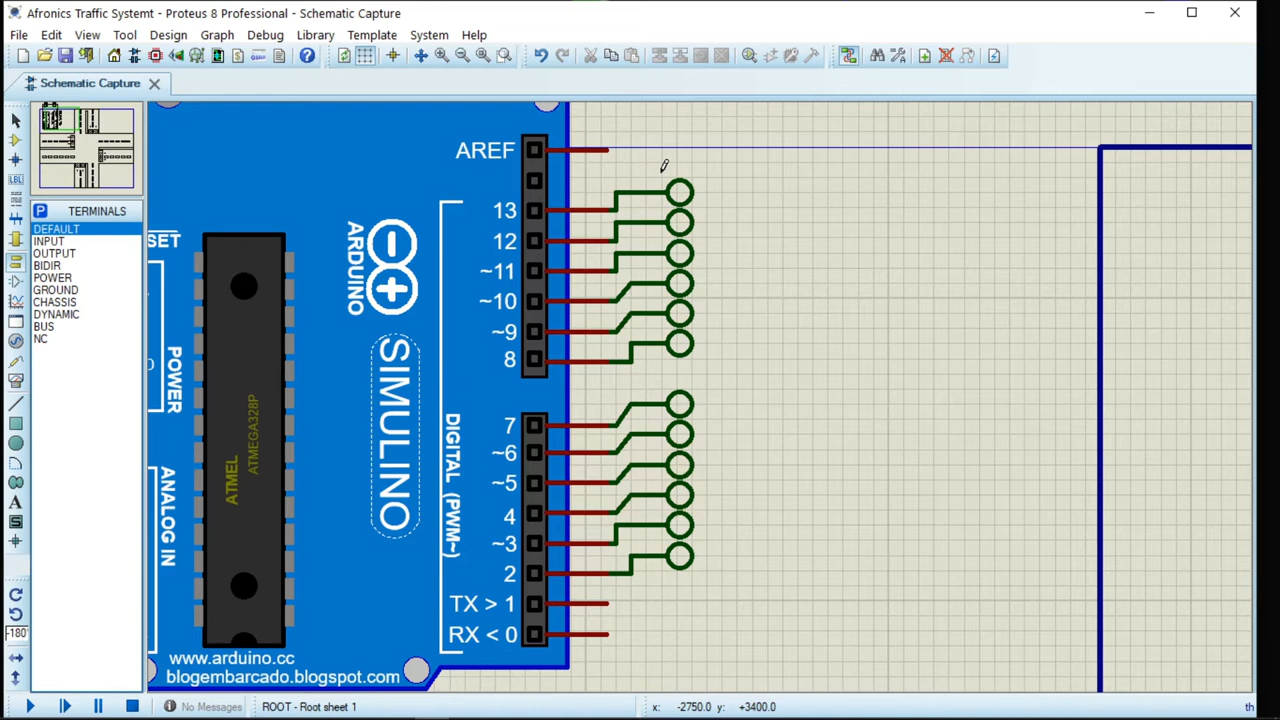 Afronics Traffic Systemt - Proteus 8 Professional - Schematic Capture
File Edit View Tool Design Graph Debug Library Template System Help
Schematic Capture
LBL
P TERMINALS
DEFAULT
INPUT
OUTPUT
BIDIR
POWER
GROUND
CHASSIS
DYNAMIC
BUS
NC
A
S
-180°
SET
POWER
ANALOG IN
ATMEL
ATMEGA328P
ARDUINO
SIMULINO
DIGITAL (PWM~)
AREF
13
12
~11
~10
~9
8
7
~6
~5
4
~3
2
TX > 1
RX < 0
www.arduino.cc
blogembarcado.blogspot.com
No Messages ROOT - Root sheet 1 x: -2750.0 y: +3400.0 th